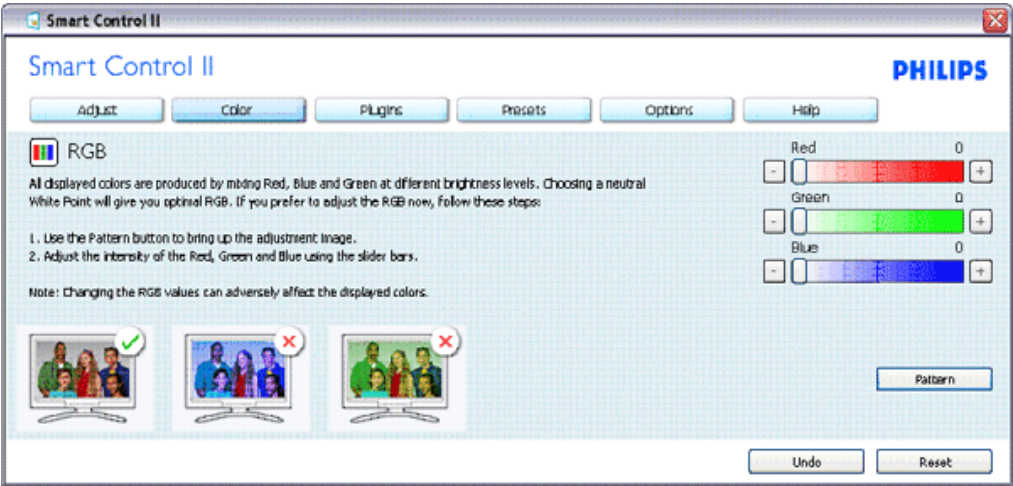 Smart Control II
Smart Control II
PHILIPS
Adjust Color Plugins Presets Options Help
RGB
All displayed colors are produced by mixing Red, Blue and Green at different brightness levels. Choosing a neutral
White Point will give you optimal RGB. If you prefer to adjust the RGB now, follow these steps:
1. Use the Pattern button to bring up the adjustment image.
2. Adjust the intensity of the Red, Green and Blue using the slider bars.
Note: Changing the RGB values can adversely affect the displayed colors.
Red 0
- +
Green 0
- +
Blue 0
- +
Pattern
Undo Reset